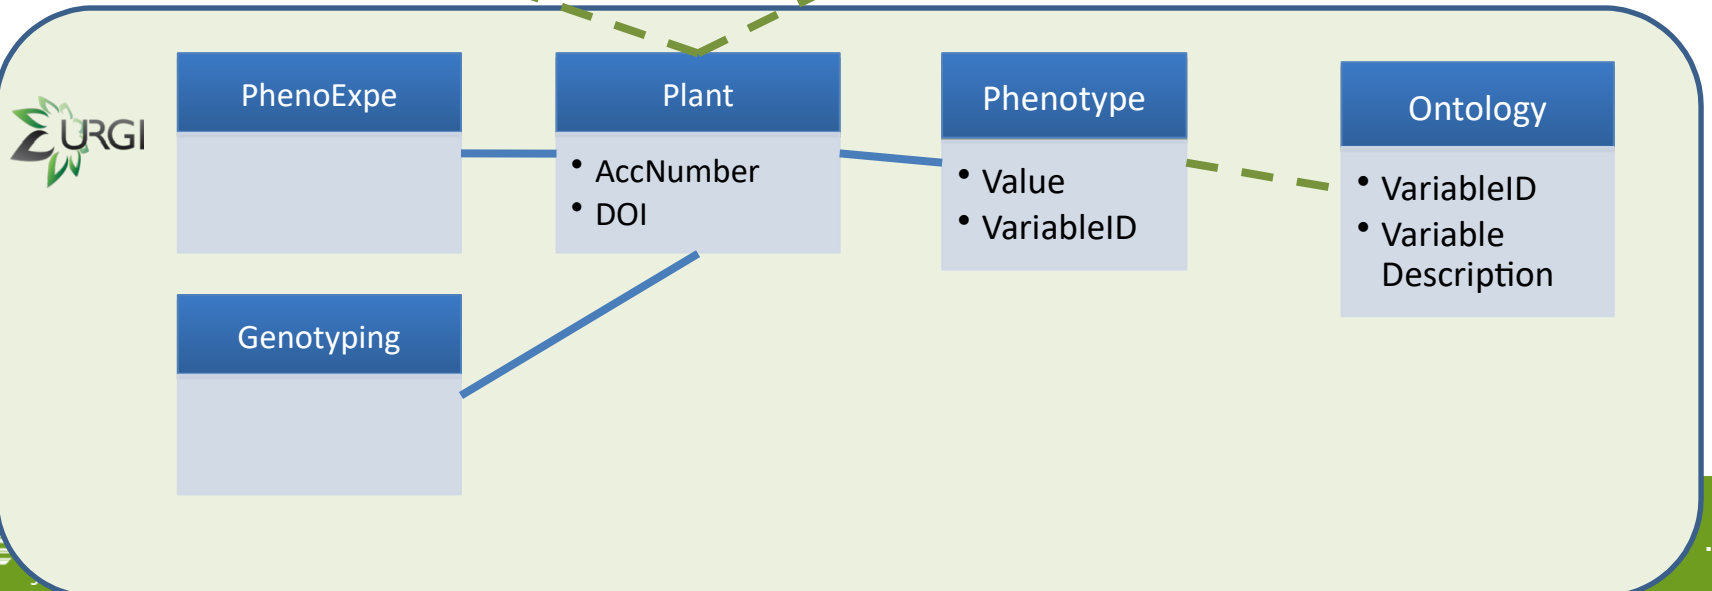 PhenoExpe
Plant
• AccNumber
• DOI
Phenotype
• Value
• VariableID
Ontology
• VariableID
• Variable
Description
URGI
Genotyping